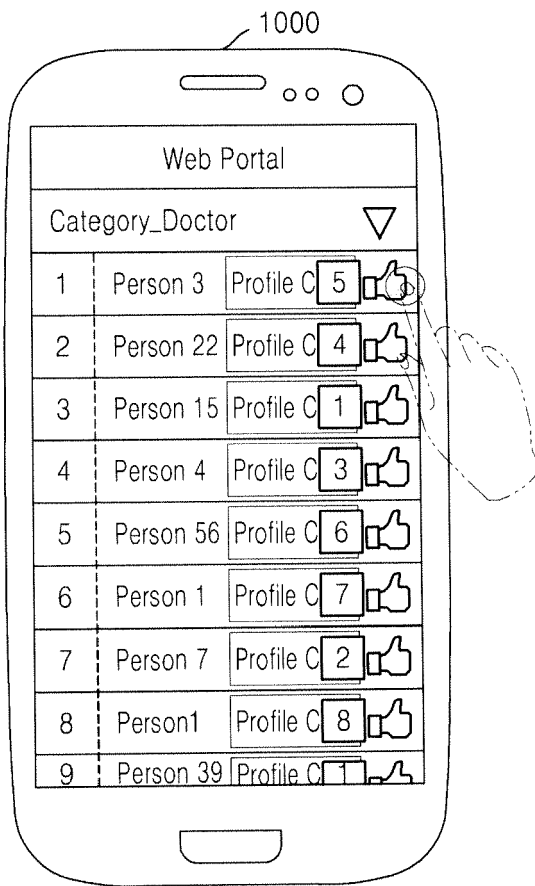 1000
Web Portal
Category_Doctor
1 Person 3 Profile C 5
2 Person 22 Profile C 4
3 Person 15 Profile C 1
4 Person 4 Profile C 3
5 Person 56 Profile C 6
6 Person 1 Profile C 7
7 Person 7 Profile C 2
8 Person1 Profile C 8
9 Person 39 Profile C 1